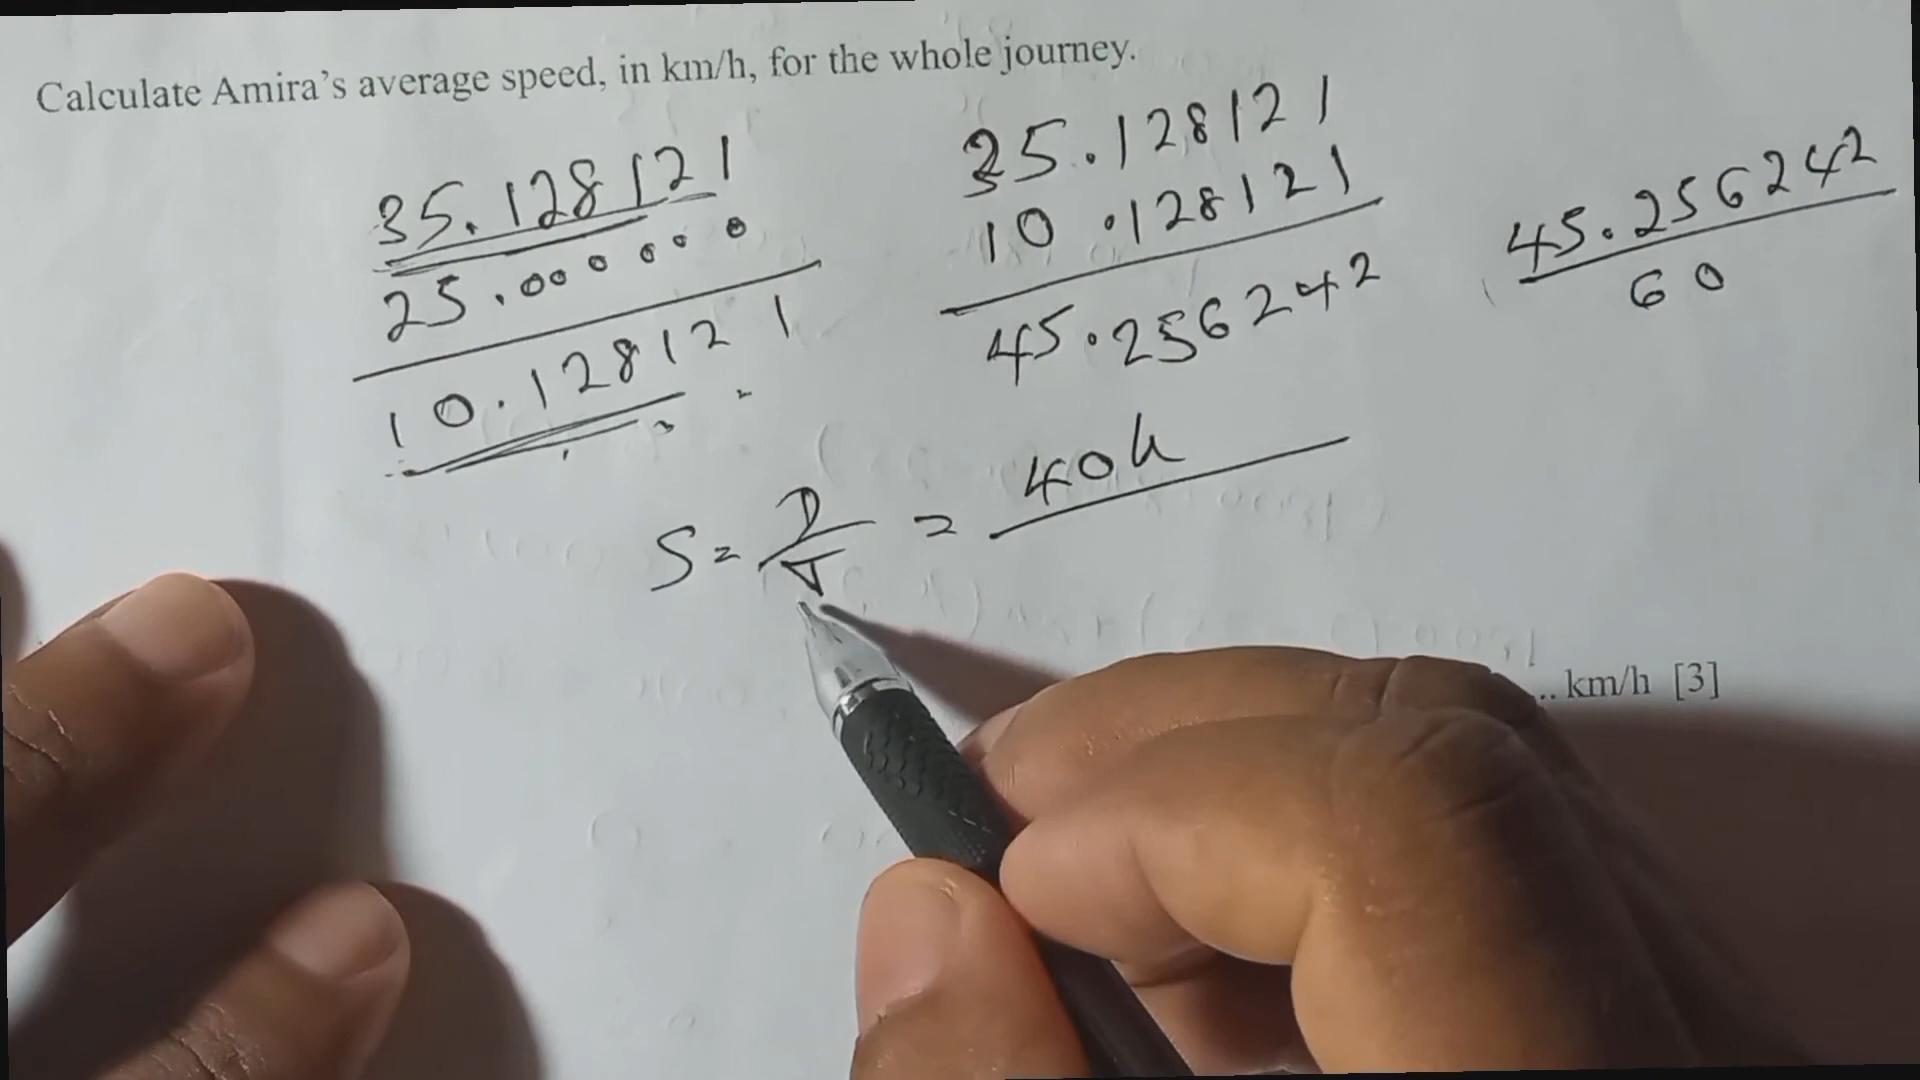 Calculate Amira's average speed, in km/h, for the whole journey.
35.128121
25.000000
10.128121
35.128121
10.128121
45.256242
45.256242
60
S = D/T = 40k
.. km/h [3]